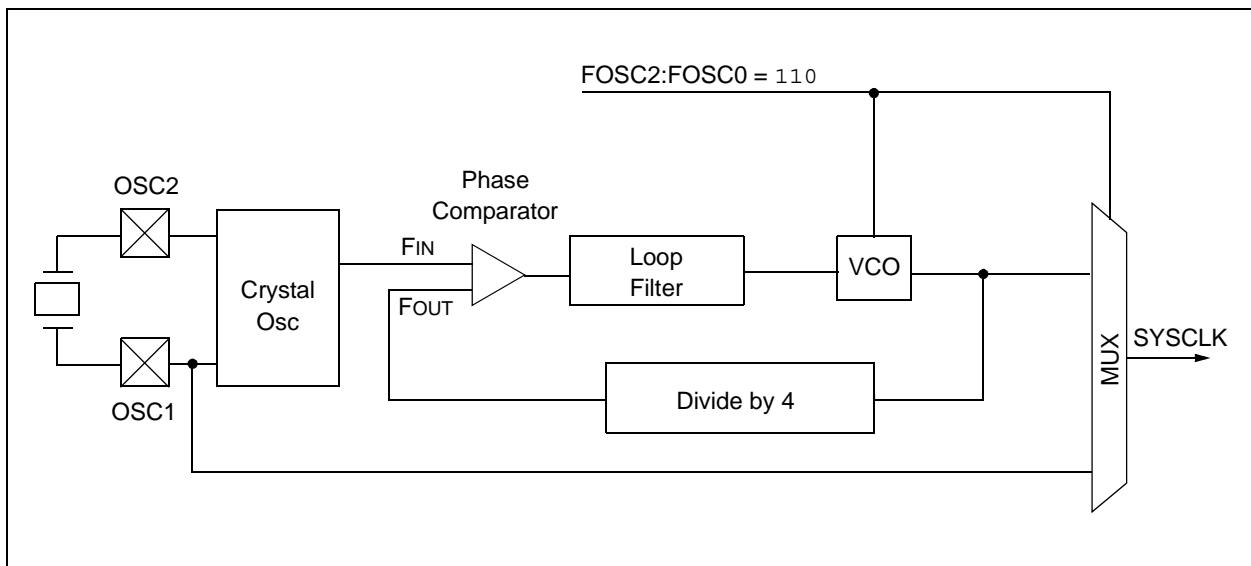 FOSC2:FOSC0 = 110
OSC2
Phase
Comparator
Crystal
Osc
FIN
FOUT
Loop
Filter
VCO
Divide by 4
MUX
SYSCLK
OSC1